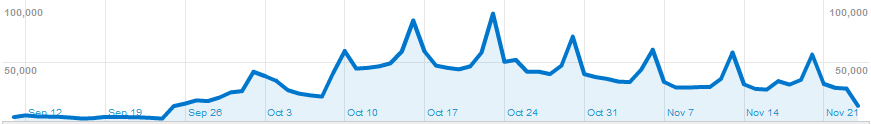 100,000 100,000
50,000 50,000
Sep 12 Sep 19 Sep 26 Oct 3 Oct 10 Oct 17 Oct 24 Oct 31 Nov 7 Nov 14 Nov 21